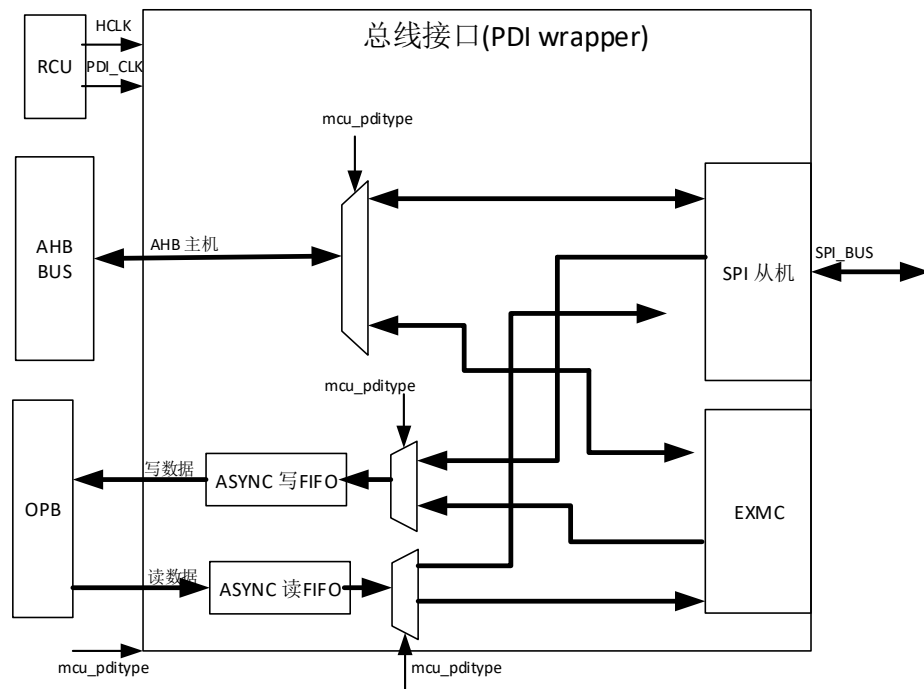 HCLK
总线接口(PDI wrapper)
RCU
PDI_CLK
mcu_pditype
AHB
BUS
AHB 主机
SPI 从机
SPI_BUS
mcu_pditype
写数据
ASYNC 写FIFO
OPB
EXMC
读数据
ASYNC 读FIFO
mcu_pditype
mcu_pditype